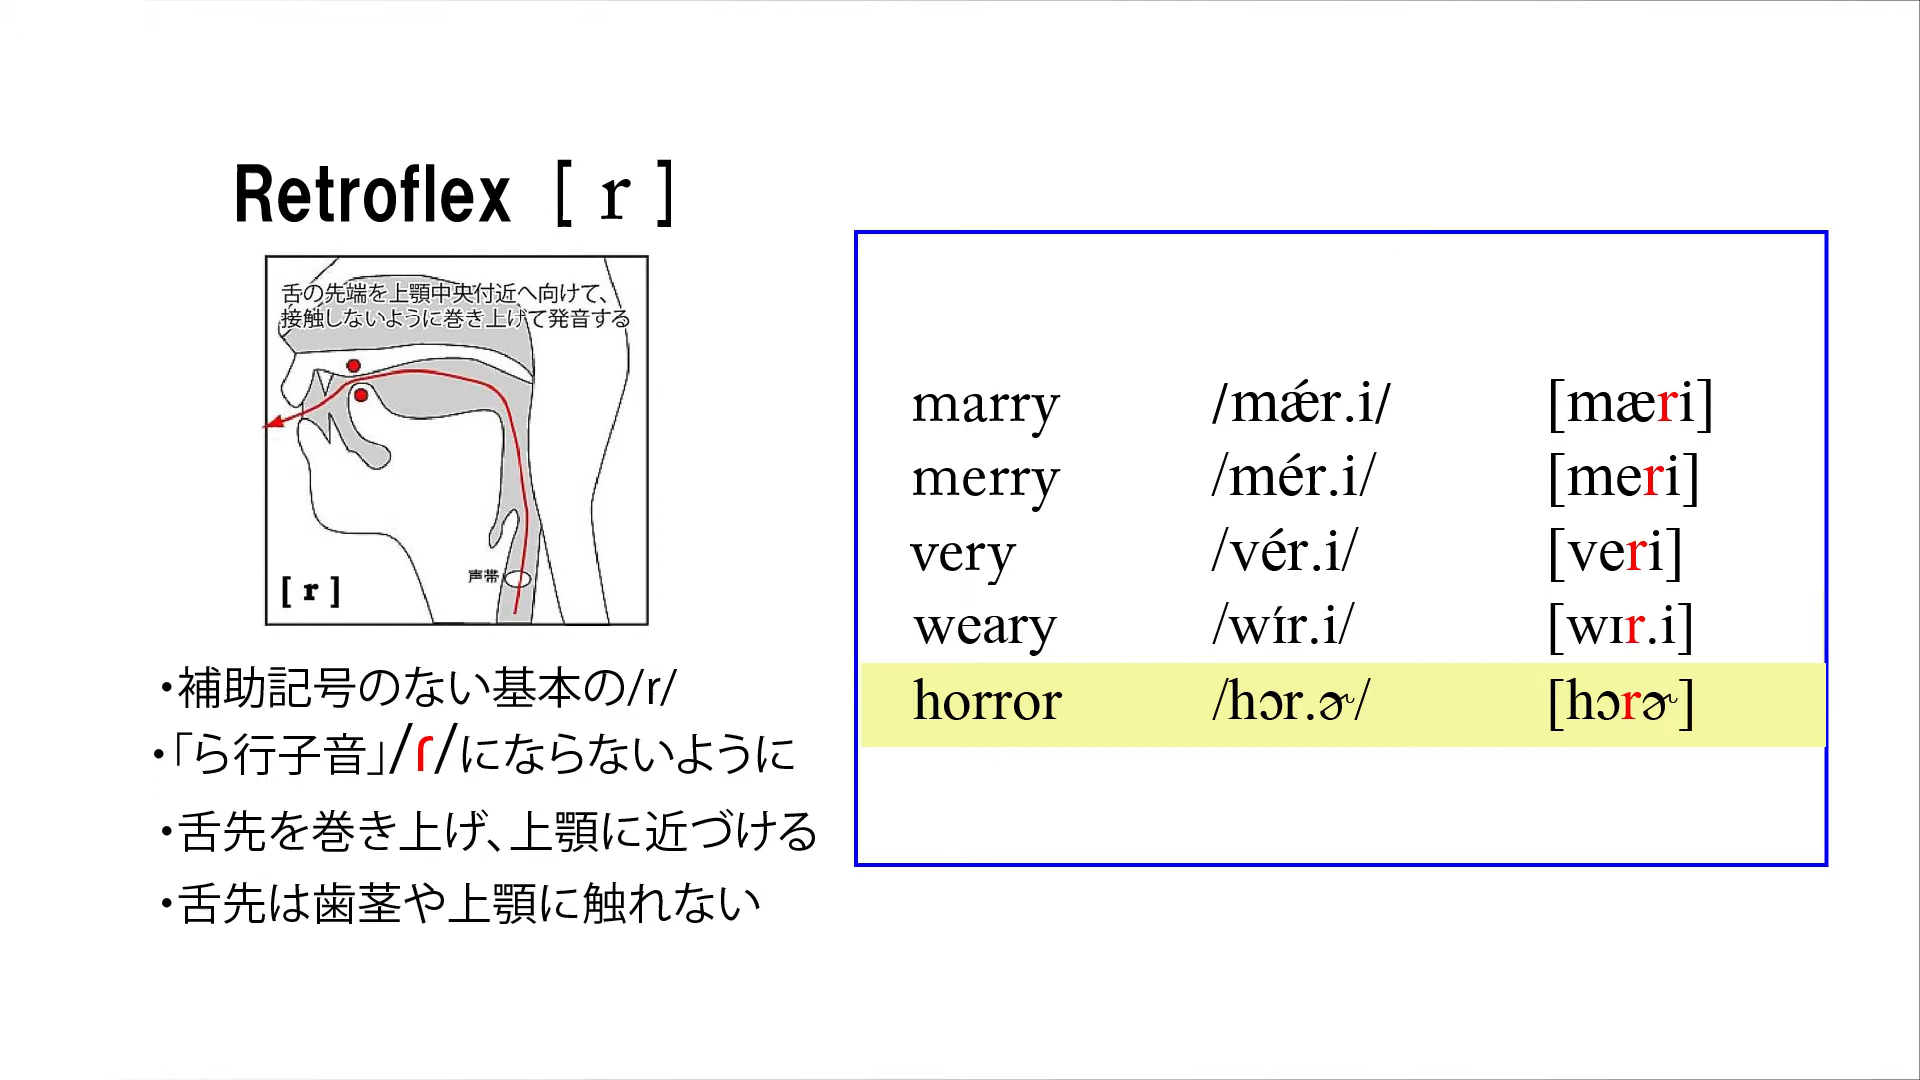 Retroflex [ r ]
舌の先端を上顎中央付近へ向けて、
接触しないように巻き上げて発音する
声帯
[ r ]
・補助記号のない基本の/r/
・「ら行子音」/ɾ/にならないように
・舌先を巻き上げ、上顎に近づける
・舌先は歯茎や上顎に触れない
marry /mǽr.i/ [mæri]
merry /mér.i/ [meri]
very /vér.i/ [veri]
weary /wír.i/ [wɪr.i]
horror /hɔr.ɚ/ [hɔrɚ]